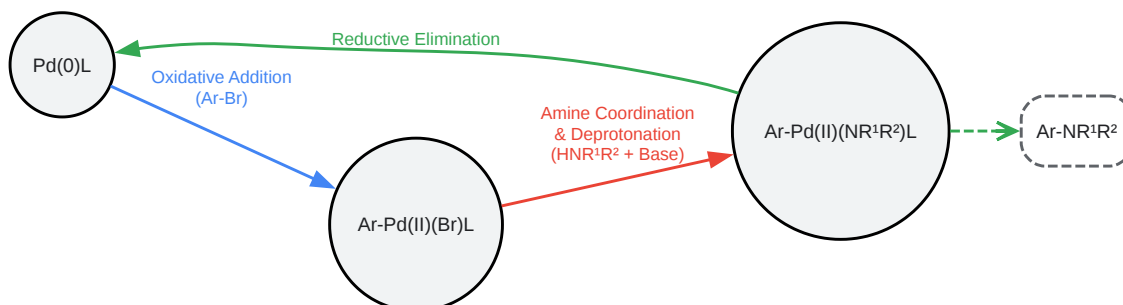 Reductive Elimination
Pd(0)L
Oxidative Addition
(Ar-Br)
Amine Coordination
& Deprotonation
(HNR¹R² + Base)
Ar-Pd(II)(NR¹R²)L
Ar-NR¹R²
Ar-Pd(II)(Br)L